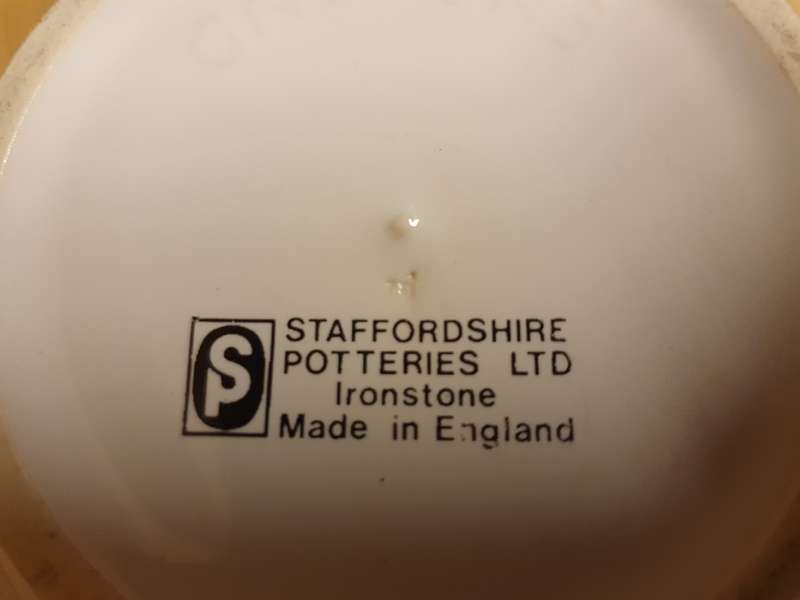 SP
STAFFORDSHIRE
POTTERIES LTD
Ironstone
Made in England